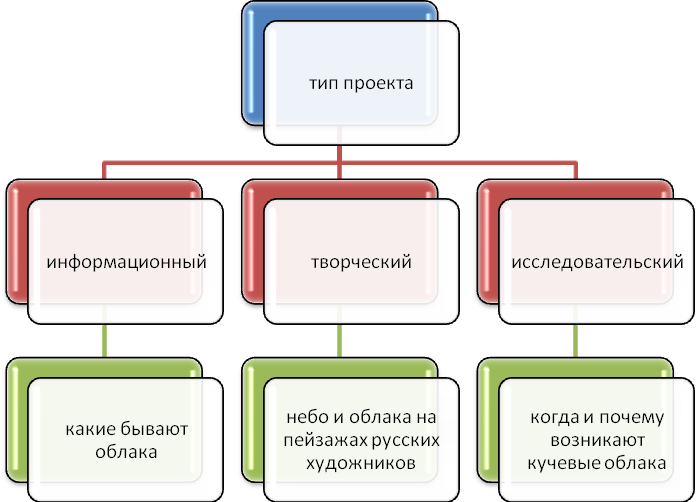 тип проекта
информационный
творческий
исследовательский
какие бывают
облака
небо и облака на
пейзажах русских
художников
когда и почему
возникают
кучевые облака